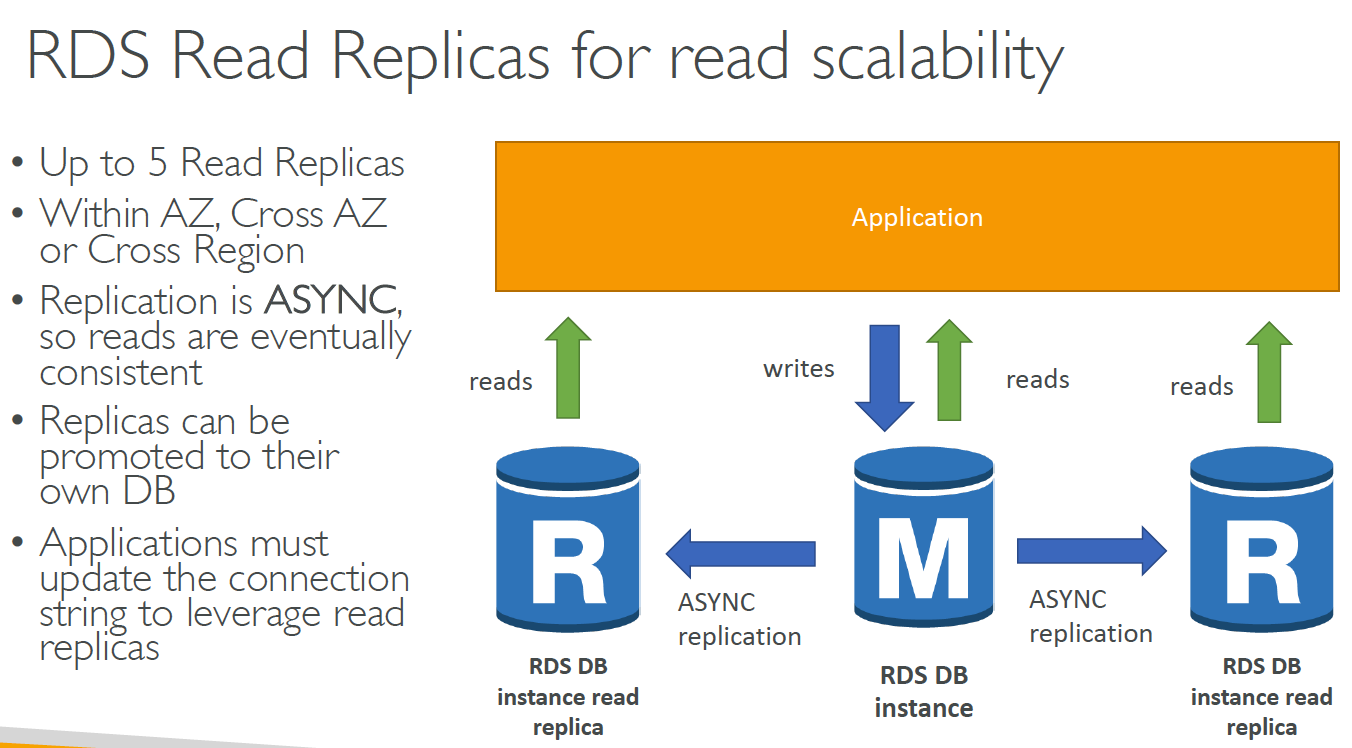 RDS Read Replicas for read scalability
• Up to 5 Read Replicas
• Within AZ, Cross AZ
or Cross Region
• Replication is ASYNC,
so reads are eventually
consistent
• Replicas can be
promoted to their
own DB
• Applications must
update the connection
string to leverage read
replicas
Application
reads
writes
reads
reads
R
M
R
ASYNC
replication
ASYNC
replication
RDS DB
instance read
replica
RDS DB
instance
RDS DB
instance read
replica